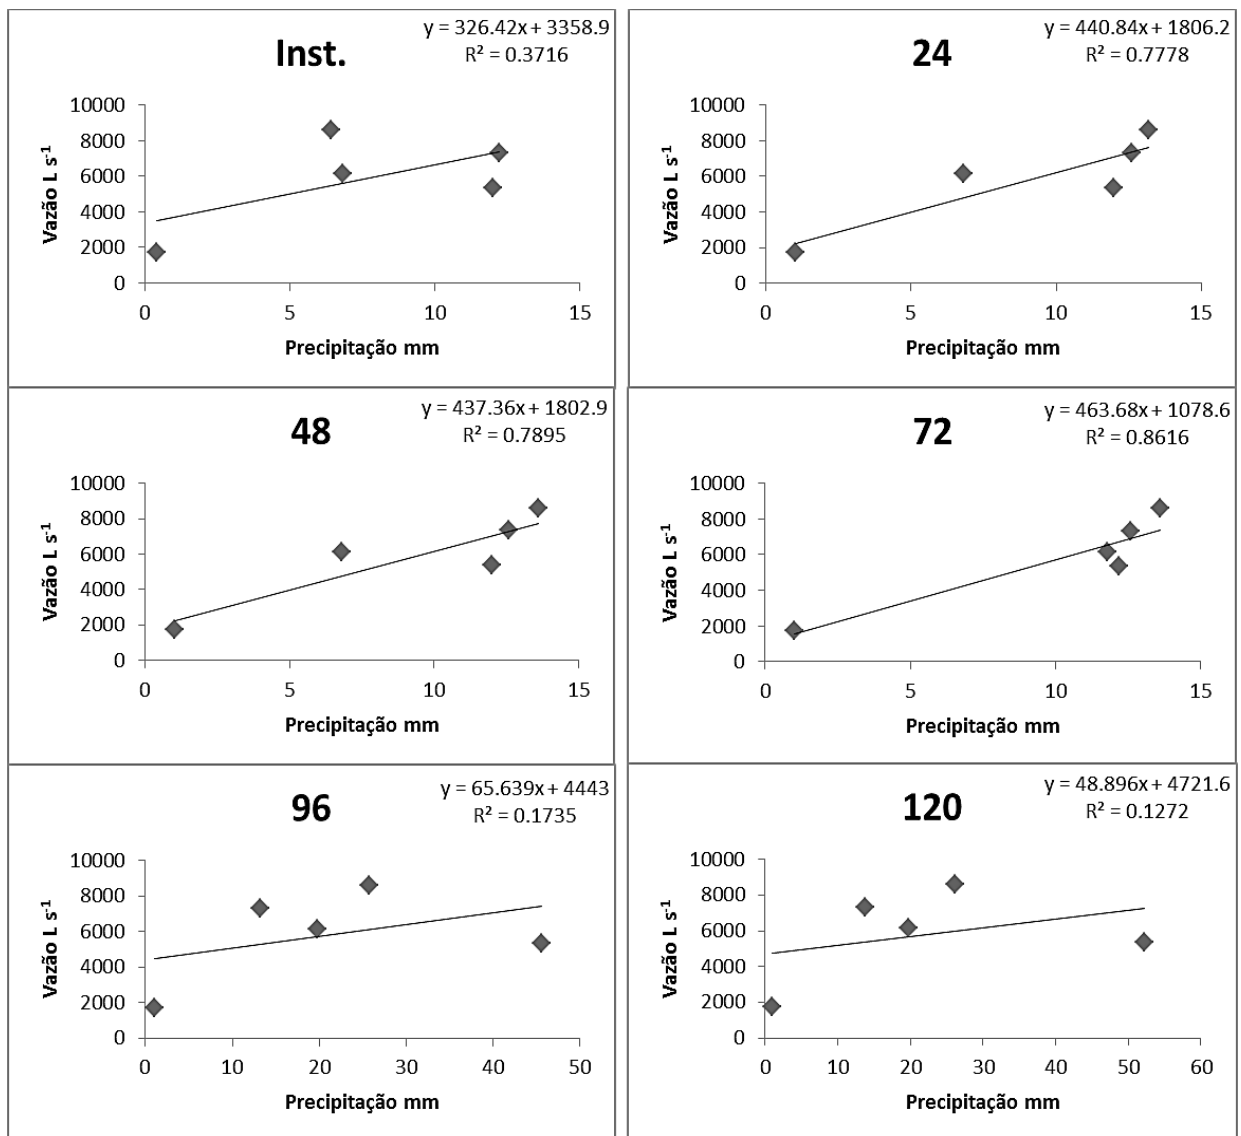 y = 326.42x + 3358.9
R² = 0.3716
Inst.
10000
8000
6000
4000
2000
0
Vazão L s⁻¹
0 5 10 15
Precipitação mm
y = 440.84x + 1806.2
R² = 0.7778
24
10000
8000
6000
4000
2000
0
Vazão L s⁻¹
0 5 10 15
Precipitação mm
y = 437.36x + 1802.9
R² = 0.7895
48
10000
8000
6000
4000
2000
0
Vazão L s⁻¹
0 5 10 15
Precipitação mm
y = 463.68x + 1078.6
R² = 0.8616
72
10000
8000
6000
4000
2000
0
Vazão L s⁻¹
0 5 10 15
Precipitação mm
y = 65.639x + 4443
R² = 0.1735
96
10000
8000
6000
4000
2000
0
Vazão L s⁻¹
0 10 20 30 40 50
Precipitação mm
y = 48.896x + 4721.6
R² = 0.1272
120
10000
8000
6000
4000
2000
0
Vazão L s⁻¹
0 10 20 30 40 50 60
Precipitação mm